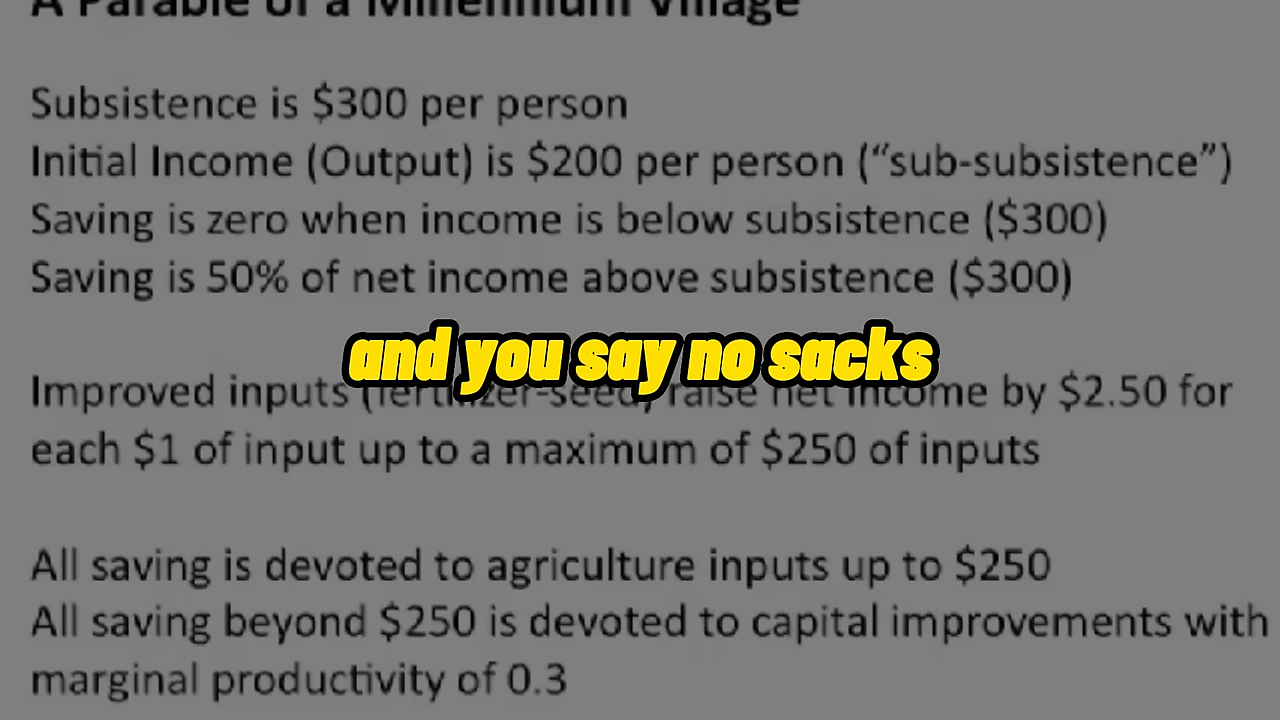 A Parable of a Millennium Village
Subsistence is $300 per person
Initial Income (Output) is $200 per person (“sub-subsistence”)
Saving is zero when income is below subsistence ($300)
Saving is 50% of net income above subsistence ($300)
and you say no sacks
Improved inputs (fertilizer-seed) raise net income by $2.50 for
each $1 of input up to a maximum of $250 of inputs
All saving is devoted to agriculture inputs up to $250
All saving beyond $250 is devoted to capital improvements with
marginal productivity of 0.3